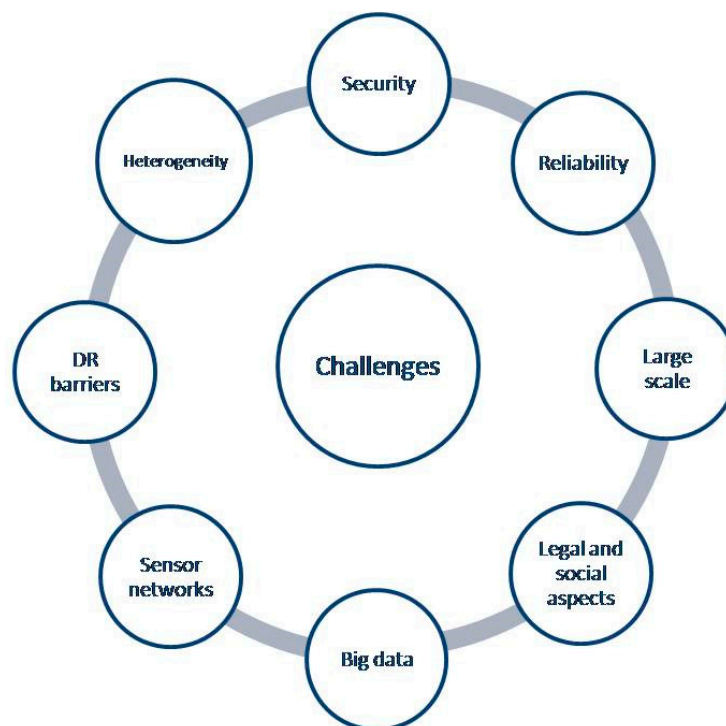 Security
Reliability
Large
scale
Legal and
social
aspects
Big data
Sensor
networks
DR
barriers
Heterogeneity
Challenges